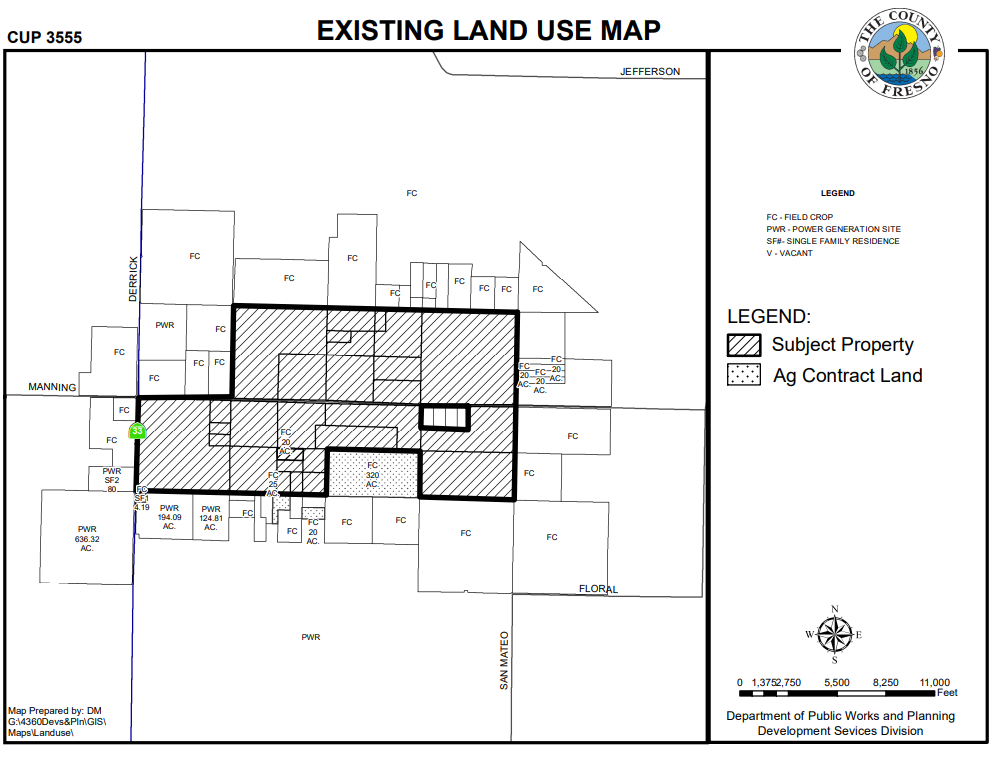 CUP 3555
EXISTING LAND USE MAP
THE COUNTY
OF FRESNO
1856
JEFFERSON
FC
DERRICK
FC
FC
FC
FC
FC
FC
FC
FC
FC
PWR
FC
FC
FC
FC
FC
MANNING
FC
20
AC.
FC
20
AC.
FC
20
AC.
FC
33
FC
FC
20
AC.
FC
PWR
SF2
80
FC
SF1
4.19
FC
25
AC.
FC
320
AC.
FC
PWR
194.09
AC.
PWR
124.81
AC.
FC
FC
FC
20
AC.
FC
FC
FC
FC
PWR
636.32
AC.
FLORAL
PWR
SAN MATEO
Map Prepared by: DM
G:\4360Devs&Pln\GIS\
Maps\Landuse\
LEGEND
FC - FIELD CROP
PWR - POWER GENERATION SITE
SF#- SINGLE FAMILY RESIDENCE
V - VACANT
LEGEND:
Subject Property
Ag Contract Land
N
W
E
S
0 1,3752,750 5,500 8,250 11,000
Feet
Department of Public Works and Planning
Development Sevices Division